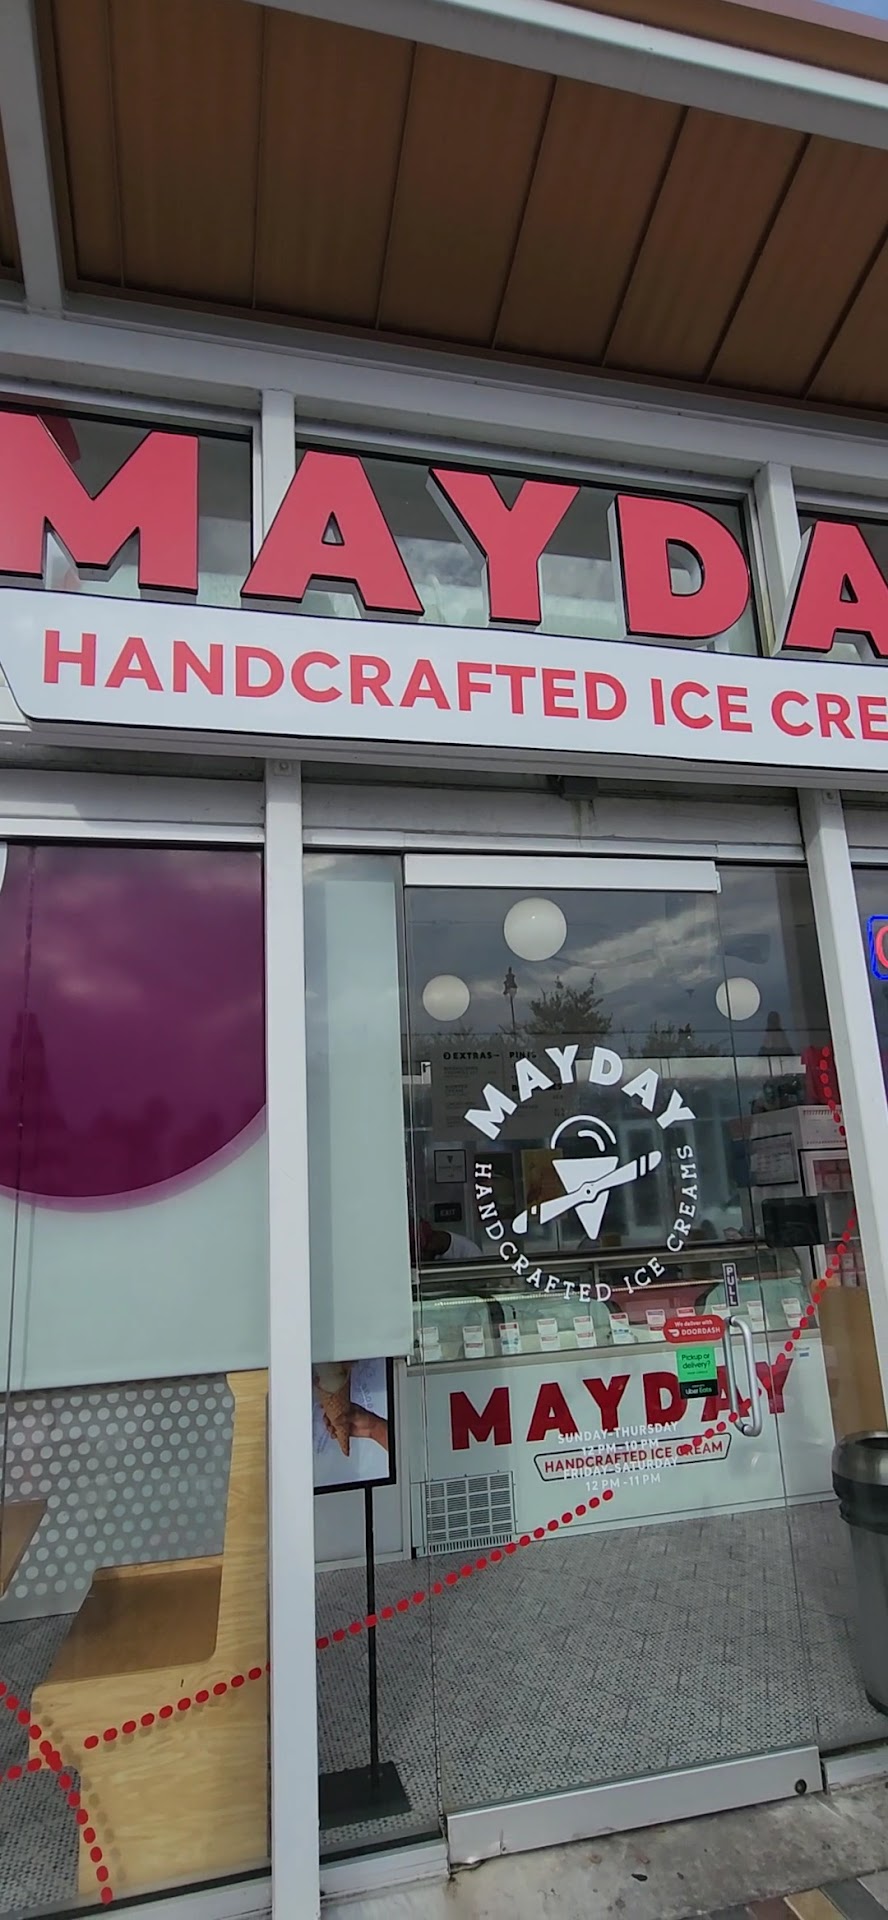 MAYDA
HANDCRAFTED ICE CRE
EXTRAS
MAYDAY
HANDCRAFTED ICE CREAMS
EXIT
PULL
We deliver with
DOORDASH
Pickup or
delivery?
Uber Eats
MAYDAY
HANDCRAFTED ICE CREAM
SUNDAY-THURSDAY
12 PM-10 PM
FRIDAY-SATURDAY
12 PM-11 PM